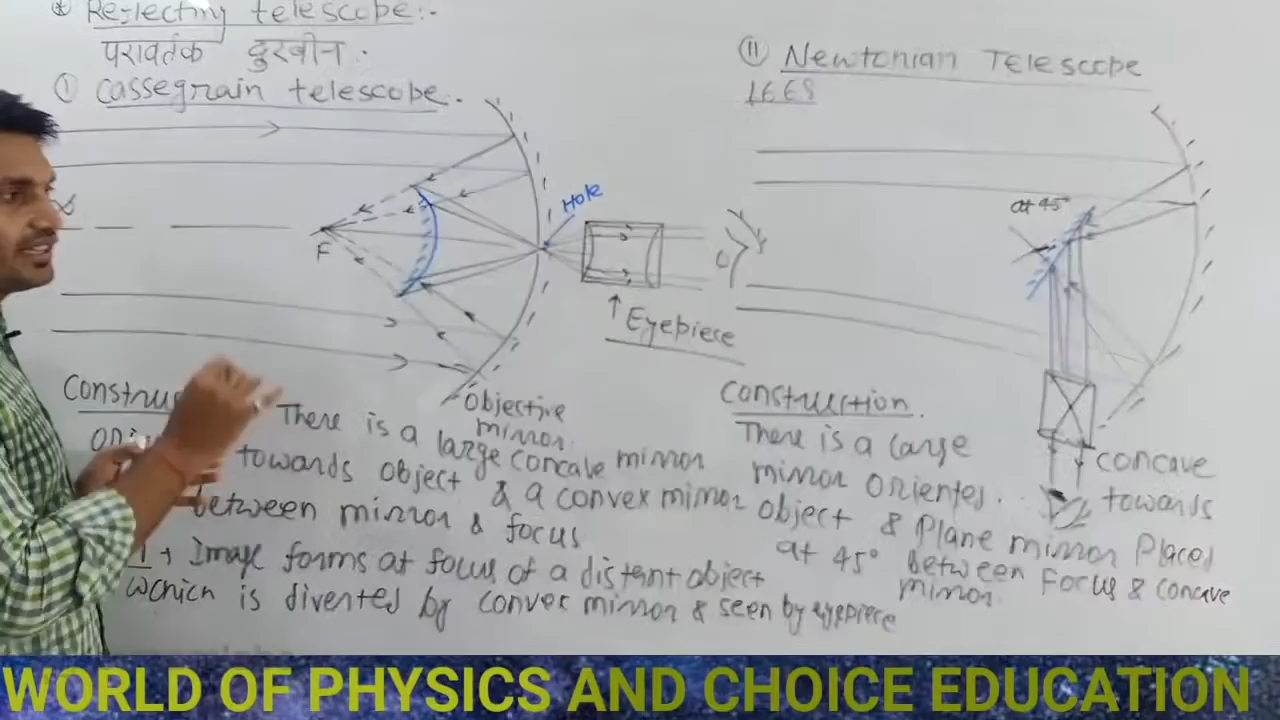 * Reflecting telescope:-
परावर्तक दुरबीन.
I cassegrain telescope.
Hole
F
↑ Eyepiece
Objective
mirror.
There is a large concave mirror
towards object & a convex mirror
between mirror & focus
Image forms at focus of a distant object
which is diverted by convex mirror & seen by eyepiece
II Newtonian Telescope
1668
at 45°
Construction.
There is a large concave
mirror orientes.. towards
object & Plane mirror Placed
at 45° between Focus & concave
mirror.
WORLD OF PHYSICS AND CHOICE EDUCATION